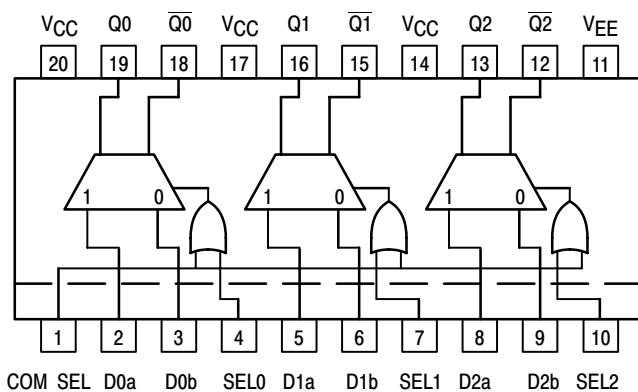 VCC Q0 Q0 VCC Q1 Q1 VCC Q2 Q2 VEE
20 19 18 17 16 15 14 13 12 11
1 0 1 0 1 0
1 2 3 4 5 6 7 8 9 10
COM SEL D0a D0b SEL0 D1a D1b SEL1 D2a D2b SEL2